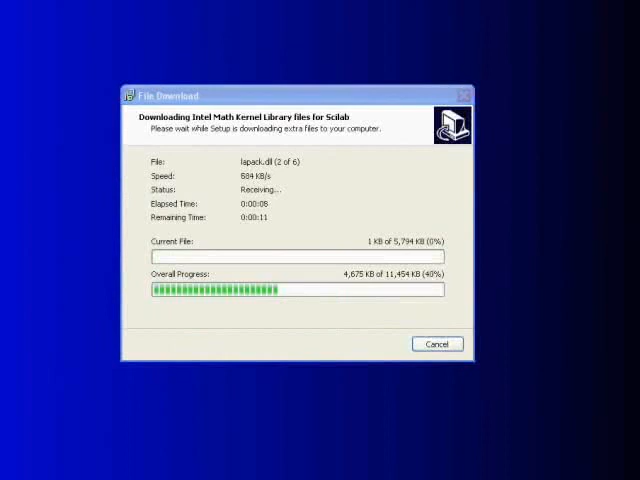 File Download
Downloading Intel Math Kernel Library files for Scilab
Please wait while Setup is downloading extra files to your computer.
File: lapack.dll (2 of 6)
Speed: 584 KB/s
Status: Receiving...
Elapsed Time: 0:00:08
Remaining Time: 0:00:11
Current File: 1 KB of 5,794 KB (0%)
Overall Progress: 4,675 KB of 11,454 KB (40%)
Cancel